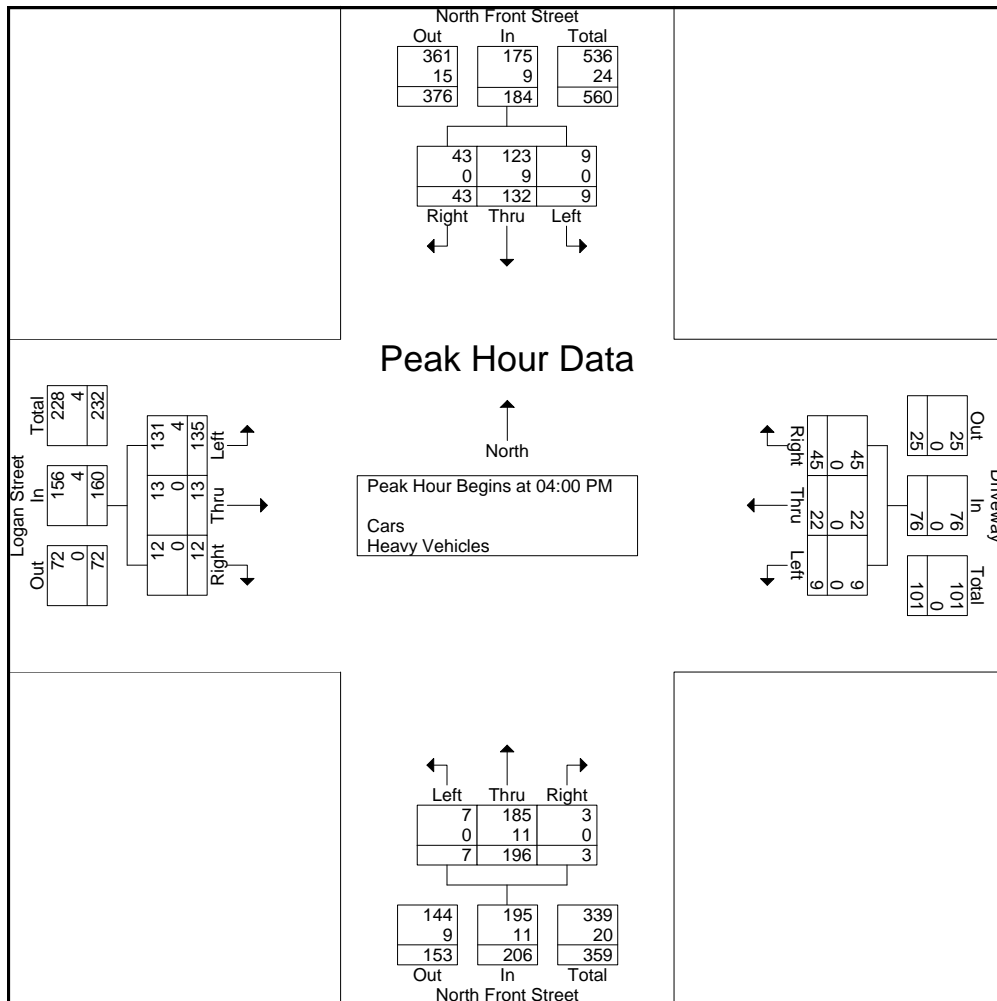 North Front Street
Out In Total
361 175 536
15 9 24
376 184 560
43 123 9
0 9 0
43 132 9
Right Thru Left
Peak Hour Data
North
Peak Hour Begins at 04:00 PM
Cars
Heavy Vehicles
Logan Street
Out In Total
72 156 228
0 4 4
72 160 232
131 13 12
4 0 0
135 13 12
Left Thru Right
Driveway
Out In Total
25 76 101
0 0 0
25 76 101
45 22 9
0 0 0
45 22 9
Right Thru Left
Left Thru Right
7 185 3
0 11 0
7 196 3
144 195 339
9 11 20
153 206 359
Out In Total
North Front Street